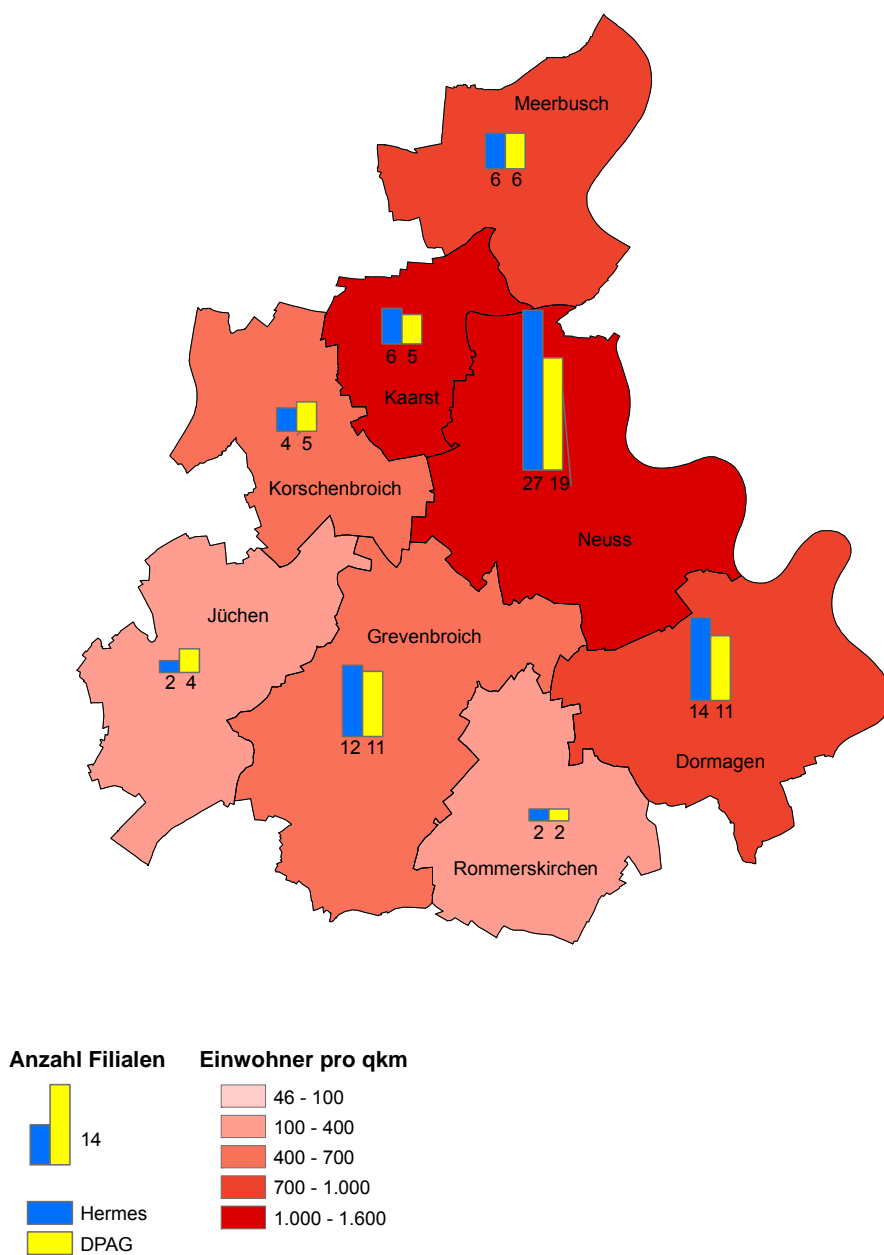 Meerbusch
6 6
6 5
Kaarst
4 5
Korschenbroich
27 19
Neuss
Jüchen
2 4
Grevenbroich
12 11
14 11
Dormagen
2 2
Rommerskirchen
Anzahl Filialen
14
Hermes
DPAG
Einwohner pro qkm
46 - 100
100 - 400
400 - 700
700 - 1.000
1.000 - 1.600